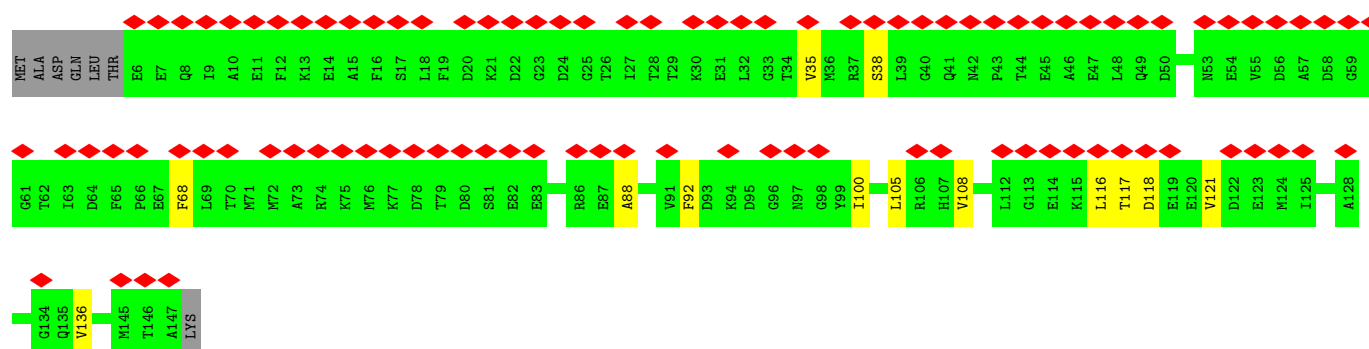 MET ALA ASP GLN LEU THR E6 E7 Q8 I9 A10 E11 F12 K13 E14 A15 F16 S17 L18 F19 D20 K21 D22 G23 D24 G25 T26 I27 T28 T29 K30 E31 L32 G33 T34 V35 M36 R37 S38 L39 G40 Q41 N42 P43 T44 E45 A46 E47 L48 Q49 D50 N53 E54 V55 D56 A57 D58 G59
G61 T62 I63 D64 F65 P66 E67 F68 L69 T70 M71 M72 A73 R74 K75 M76 K77 D78 T79 D80 S81 E82 E83 R86 E87 A88 V91 F92 D93 K94 D95 G96 N97 G98 Y99 I100 L105 R106 H107 V108 L112 G113 E114 K115 L116 T117 D118 E119 E120 V121 D122 E123 M124 I125 A128
G134 Q135 V136 M145 T146 A147 LYS